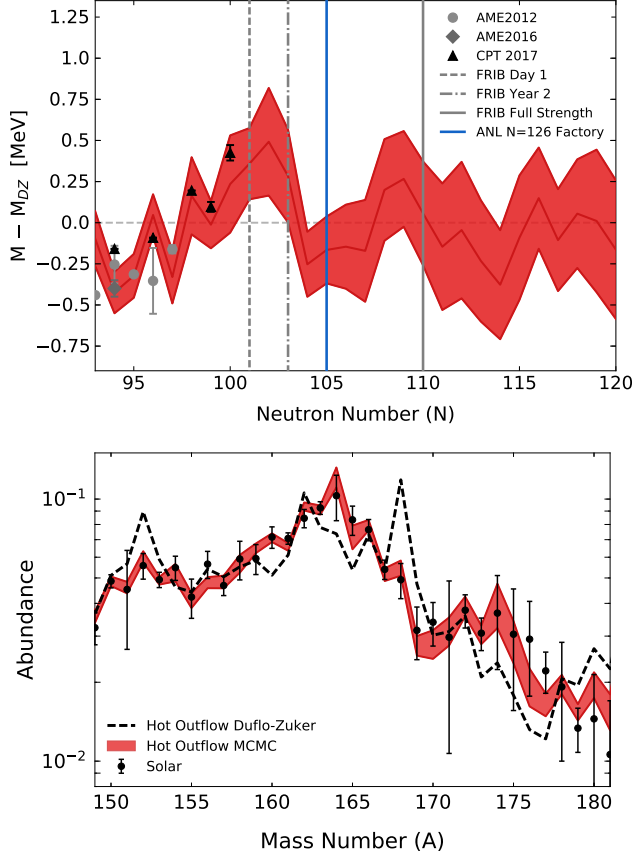 1.25
1.00
0.75
0.50
0.25
0.0
−0.25
−0.50
−0.75
M − M_DZ [MeV]
AME2012
AME2016
CPT 2017
FRIB Day 1
FRIB Year 2
FRIB Full Strength
ANL N=126 Factory
95 100 105 110 115 120
Neutron Number (N)
10⁻¹
10⁻²
Abundance
Hot Outflow Duflo-Zuker
Hot Outflow MCMC
Solar
150 155 160 165 170 175 180
Mass Number (A)